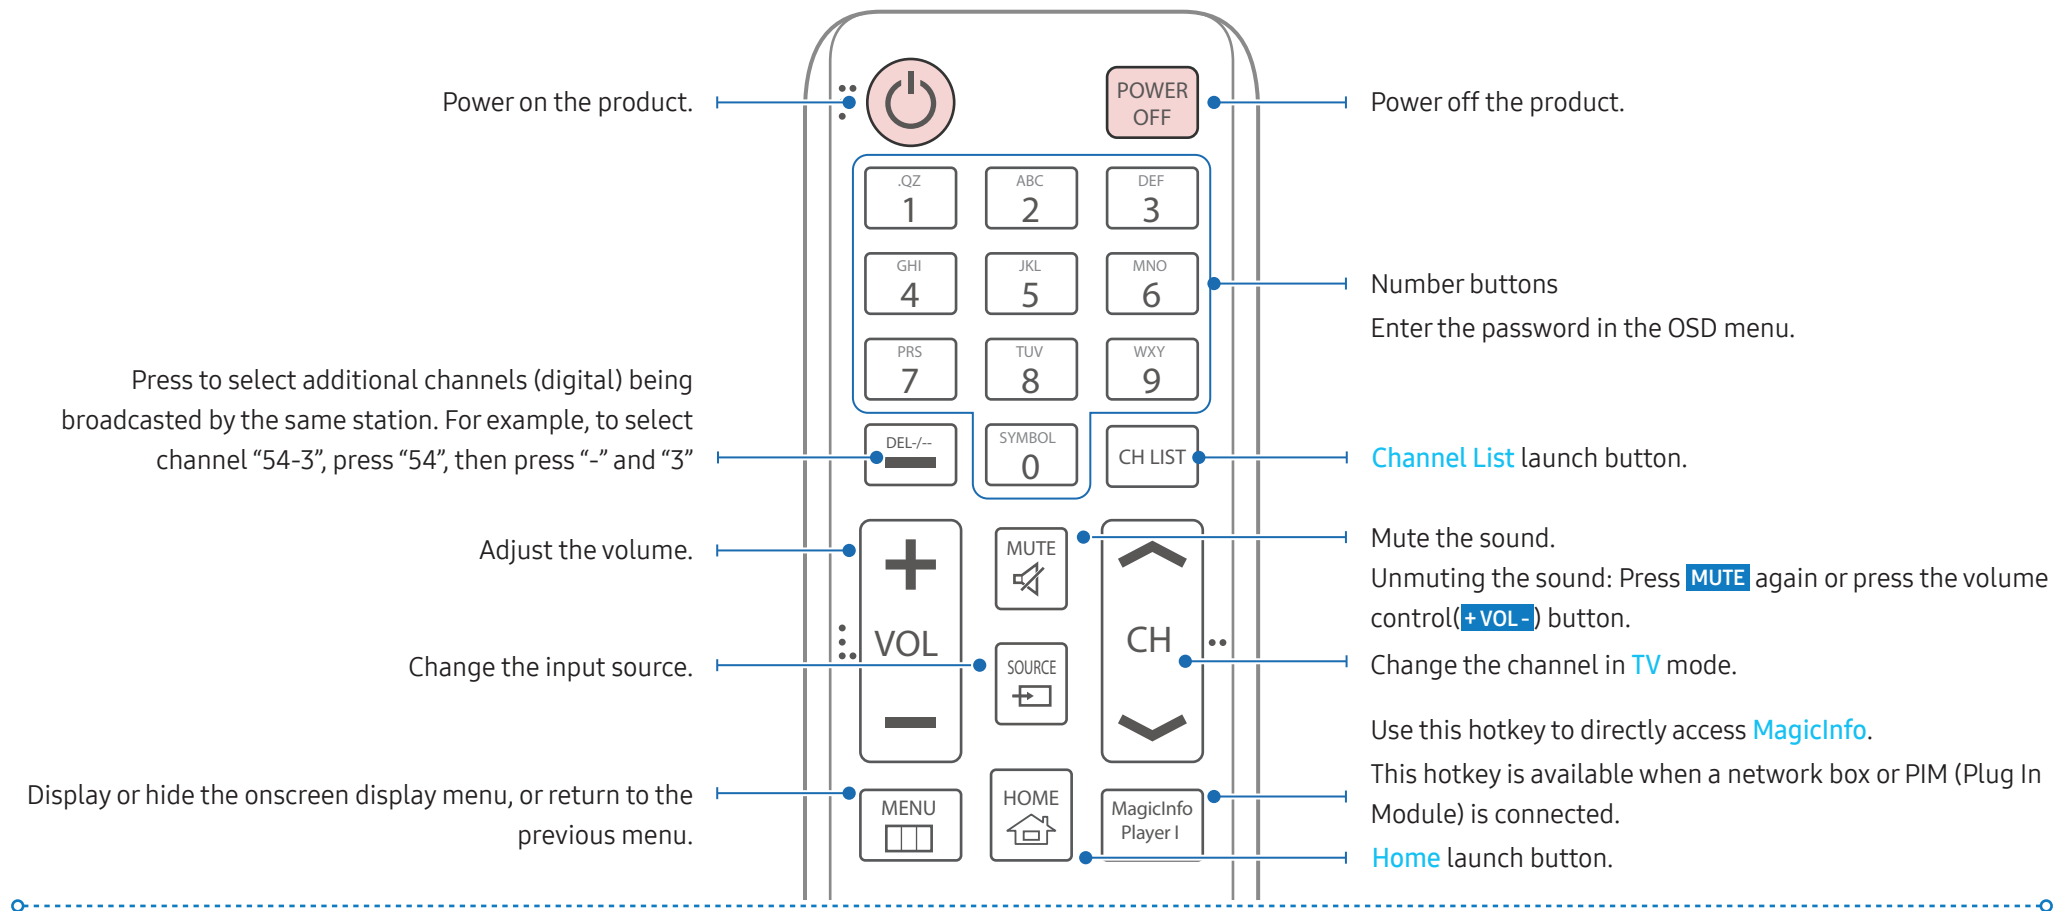 Power on the product.
POWER
OFF
Power off the product.
.QZ
1
ABC
2
DEF
3
GHI
4
JKL
5
MNO
6
Number buttons
Enter the password in the OSD menu.
PRS
7
TUV
8
WXY
9
Press to select additional channels (digital) being
broadcasted by the same station. For example, to select
channel “54-3”, press “54”, then press “-” and “3”
DEL-/--
SYMBOL
0
CH LIST
Channel List launch button.
Adjust the volume.
VOL
MUTE
Mute the sound.
Unmuting the sound: Press MUTE again or press the volume
control(+ VOL -) button.
Change the input source.
SOURCE
CH
Change the channel in TV mode.
Use this hotkey to directly access MagicInfo.
This hotkey is available when a network box or PIM (Plug In
Module) is connected.
Display or hide the onscreen display menu, or return to the
previous menu.
MENU
HOME
MagicInfo
Player I
Home launch button.